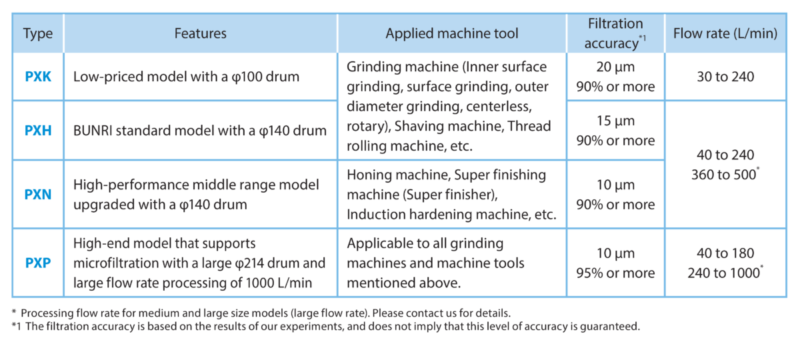 Type
Features
Applied machine tool
Filtration
accuracy*1
Flow rate (L/min)
PXK
Low-priced model with a φ100 drum
Grinding machine (Inner surface
grinding, surface grinding, outer
diameter grinding, centerless,
rotary), Shaving machine, Thread
rolling machine, etc.
20 μm
90% or more
30 to 240
PXH
BUNRI standard model with a φ140 drum
15 μm
90% or more
40 to 240
360 to 500*
PXN
High-performance middle range model
upgraded with a φ140 drum
Honing machine, Super finishing
machine (Super finisher),
Induction hardening machine, etc.
10 μm
90% or more
PXP
High-end model that supports
microfiltration with a large φ214 drum and
large flow rate processing of 1000 L/min
Applicable to all grinding
machines and machine tools
mentioned above.
10 μm
95% or more
40 to 180
240 to 1000*
* Processing flow rate for medium and large size models (large flow rate). Please contact us for details.
*1 The filtration accuracy is based on the results of our experiments, and does not imply that this level of accuracy is guaranteed.